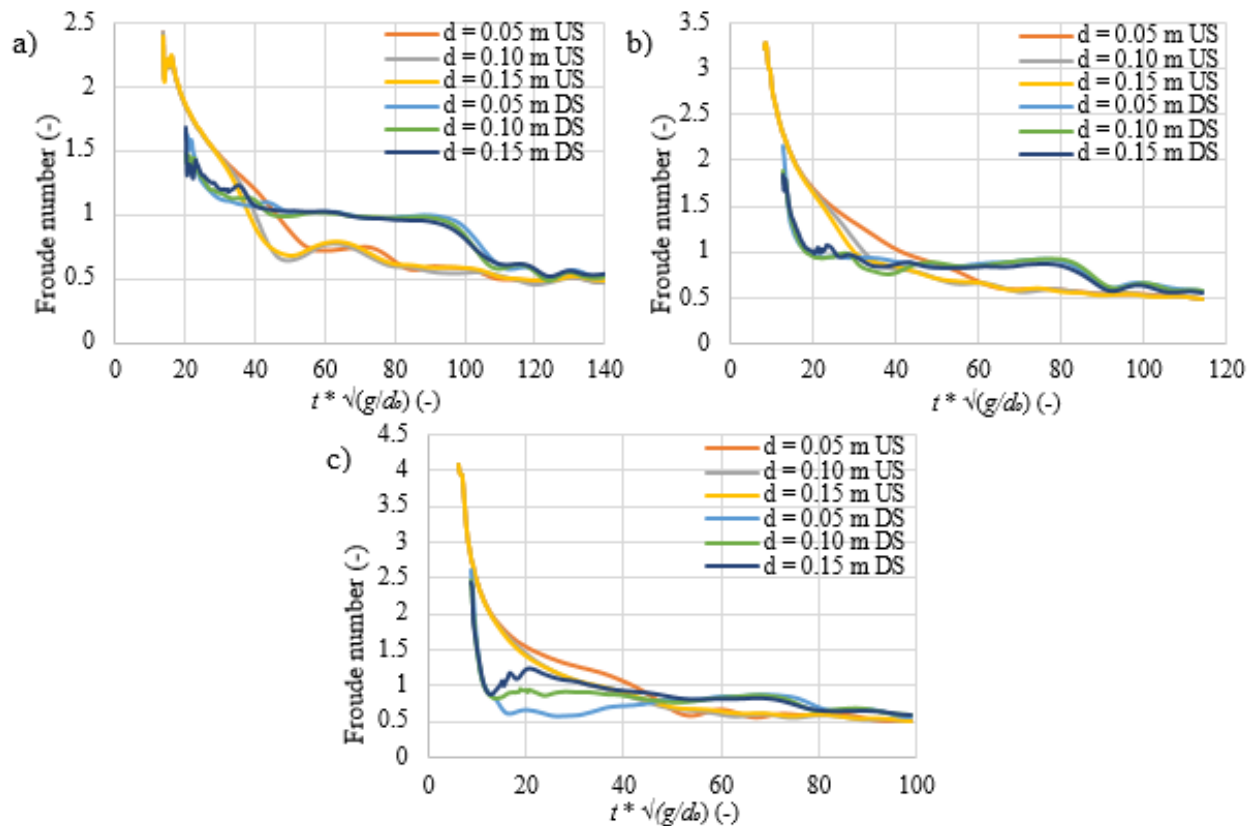 a)
2.5
2
1.5
1
0.5
0
Froude number (-)
0 20 40 60 80 100 120 140
t * √(g/d₀) (-)
d = 0.05 m US
d = 0.10 m US
d = 0.15 m US
d = 0.05 m DS
d = 0.10 m DS
d = 0.15 m DS
b)
3.5
3
2.5
2
1.5
1
0.5
0
Froude number (-)
0 20 40 60 80 100 120
t * √(g/d₀) (-)
d = 0.05 m US
d = 0.10 m US
d = 0.15 m US
d = 0.05 m DS
d = 0.10 m DS
d = 0.15 m DS
c)
4.5
4
3.5
3
2.5
2
1.5
1
0.5
0
Froude number (-)
0 20 40 60 80 100
t * √(g/d₀) (-)
d = 0.05 m US
d = 0.10 m US
d = 0.15 m US
d = 0.05 m DS
d = 0.10 m DS
d = 0.15 m DS